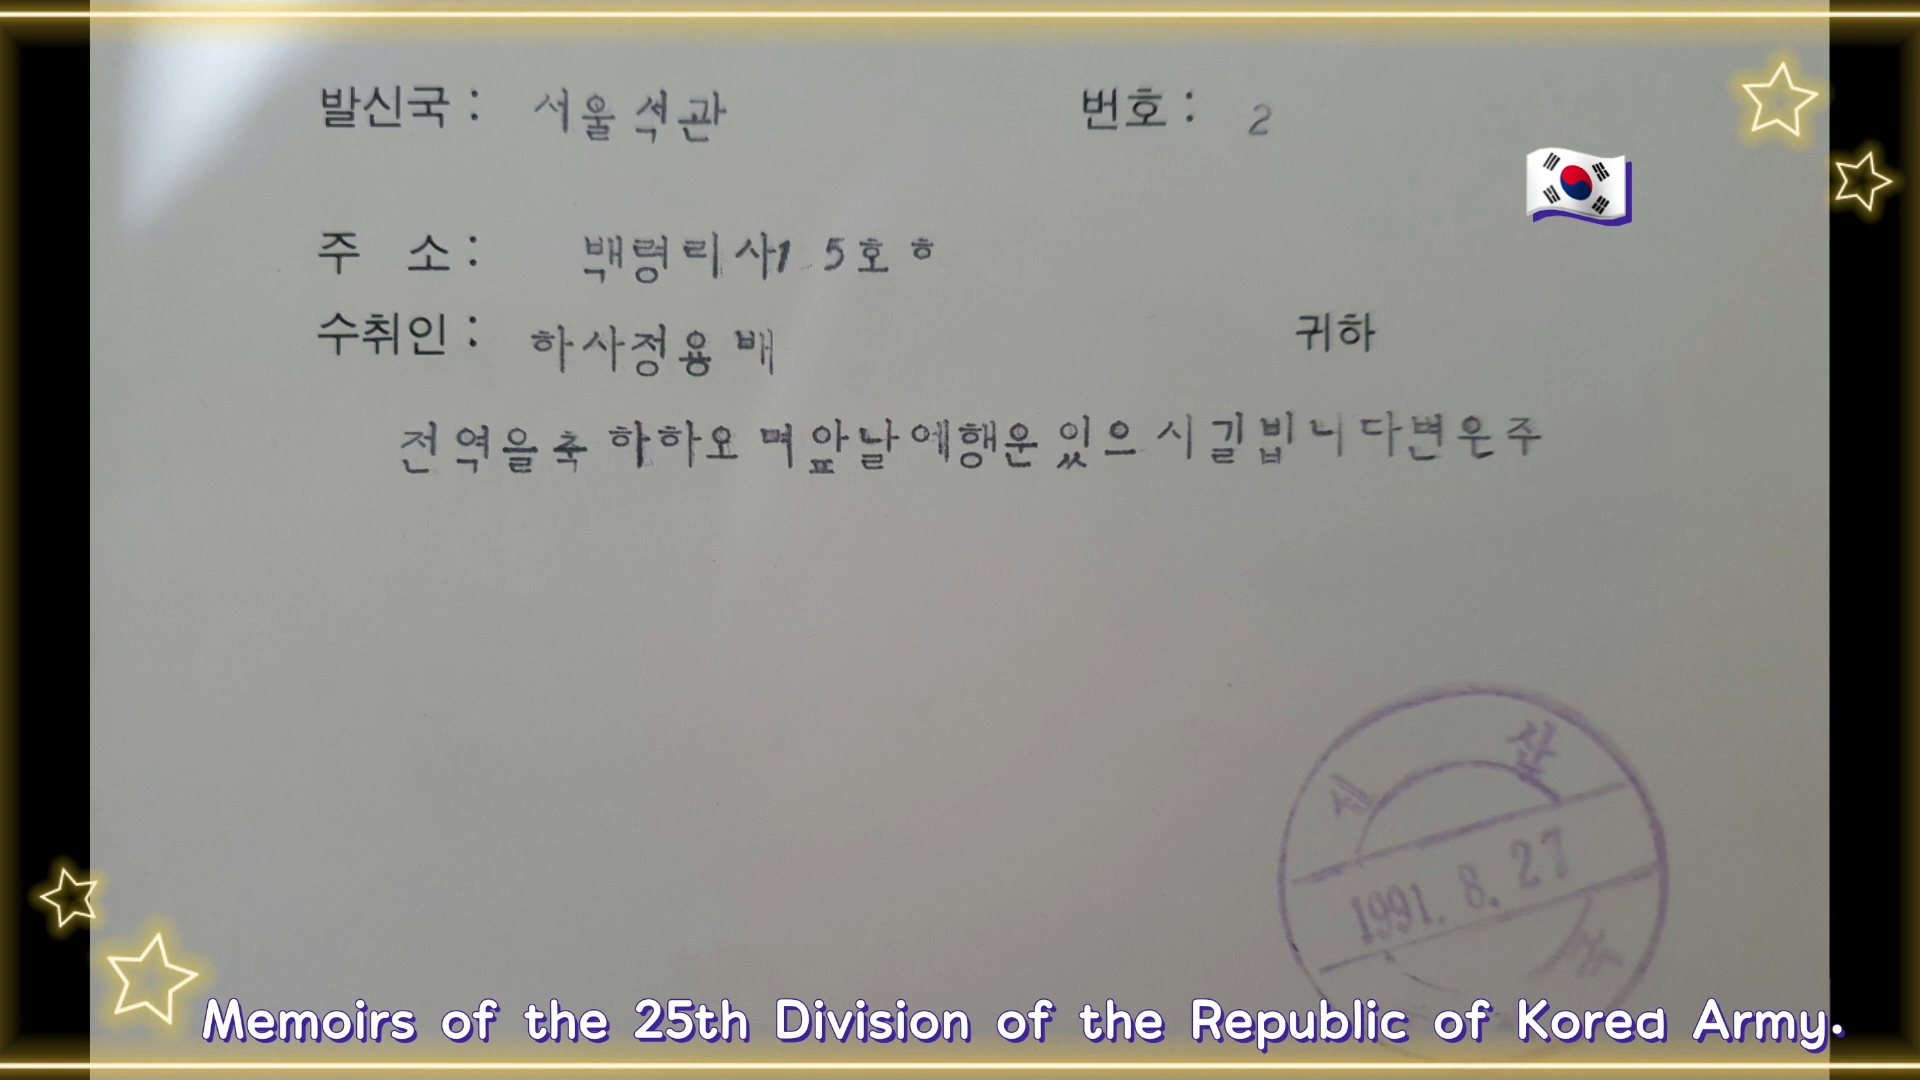 발신국 : 서울석관 번호 : 2
주 소 : 백령리사1 5호ㅎ
수취인 : 하사정용배 귀하
전역을축하하오며앞날에행운있으시길빕니다변은주
1991. 8. 27
Memoirs of the 25th Division of the Republic of Korea Army.